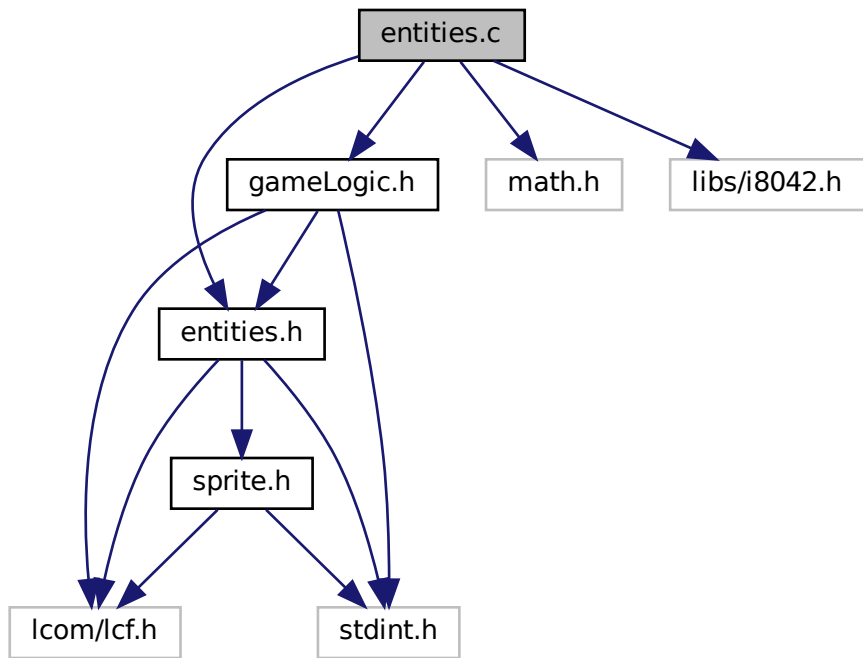 entities.c
gameLogic.h
math.h
libs/i8042.h
entities.h
sprite.h
lcom/lcf.h
stdint.h